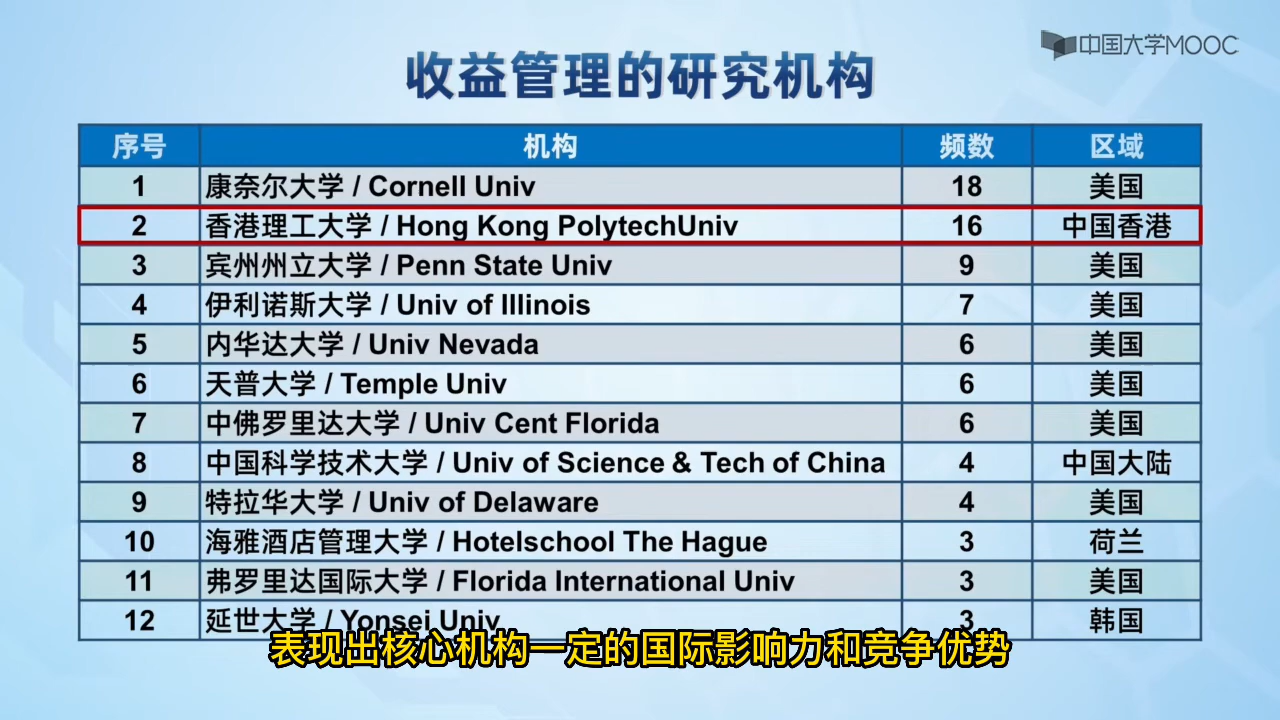 中国大学MOOC
收益管理的研究机构
序号 机构 频数 区域
1 康奈尔大学 / Cornell Univ 18 美国
2 香港理工大学 / Hong Kong PolytechUniv 16 中国香港
3 宾州州立大学 / Penn State Univ 9 美国
4 伊利诺斯大学 / Univ of Illinois 7 美国
5 内华达大学 / Univ Nevada 6 美国
6 天普大学 / Temple Univ 6 美国
7 中佛罗里达大学 / Univ Cent Florida 6 美国
8 中国科学技术大学 / Univ of Science & Tech of China 4 中国大陆
9 特拉华大学 / Univ of Delaware 4 美国
10 海雅酒店管理大学 / Hotelschool The Hague 3 荷兰
11 弗罗里达国际大学 / Florida International Univ 3 美国
12 延世大学 / Yonsei Univ 3 韩国
表现出核心机构一定的国际影响力和竞争优势